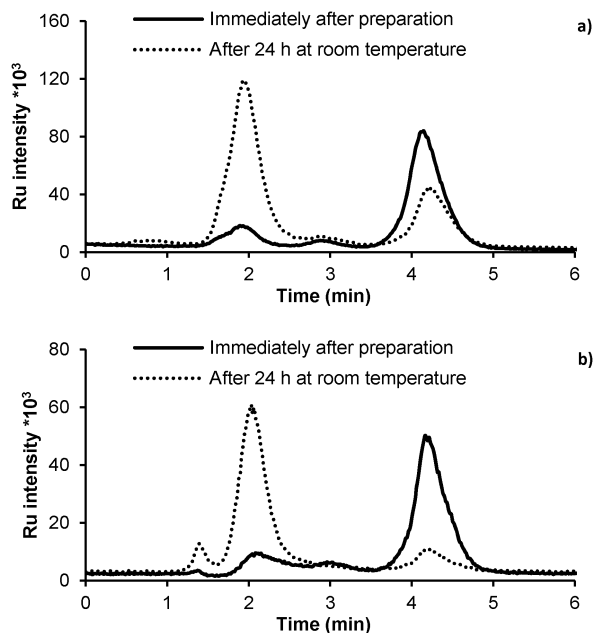 160
Immediately after preparation
a)
After 24 h at room temperature
120
80
40
0
Ru intensity *10³
0 1 2 3 4 5 6
Time (min)
80
Immediately after preparation
b)
After 24 h at room temperature
60
40
20
0
Ru intensity *10³
0 1 2 3 4 5 6
Time (min)